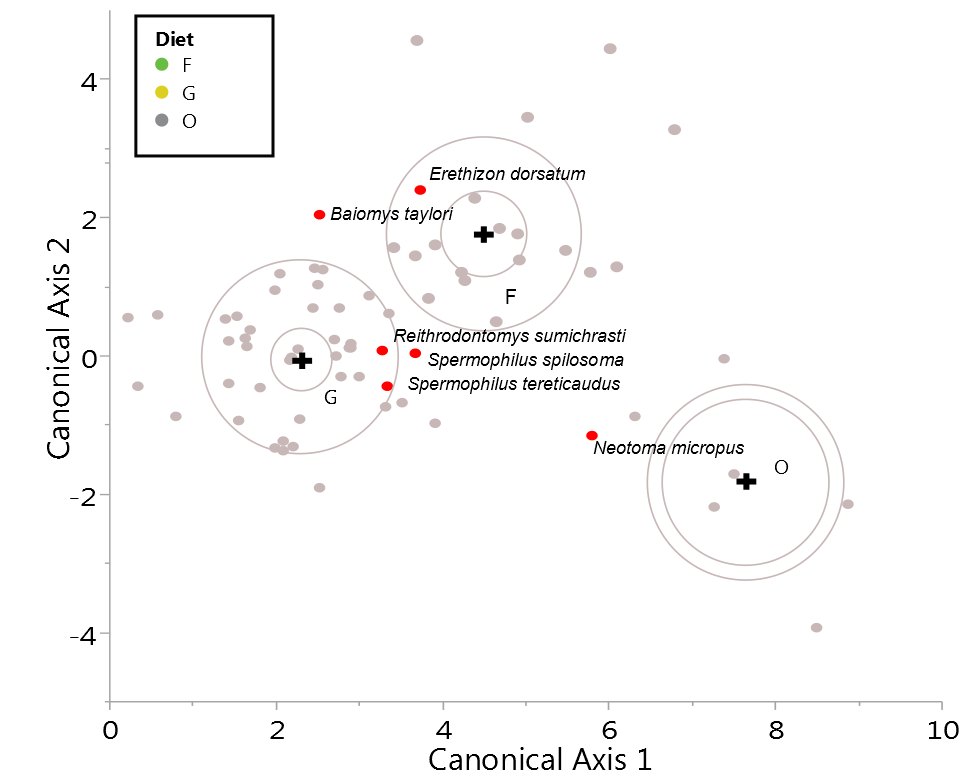 Diet
F
G
O
4
2
0
-2
-4
Canonical Axis 2
Erethizon dorsatum
Baiomys taylori
F
Reithrodontomys sumichrasti
Spermophilus spilosoma
Spermophilus tereticaudus
G
Neotoma micropus
O
0 2 4 6 8 10
Canonical Axis 1